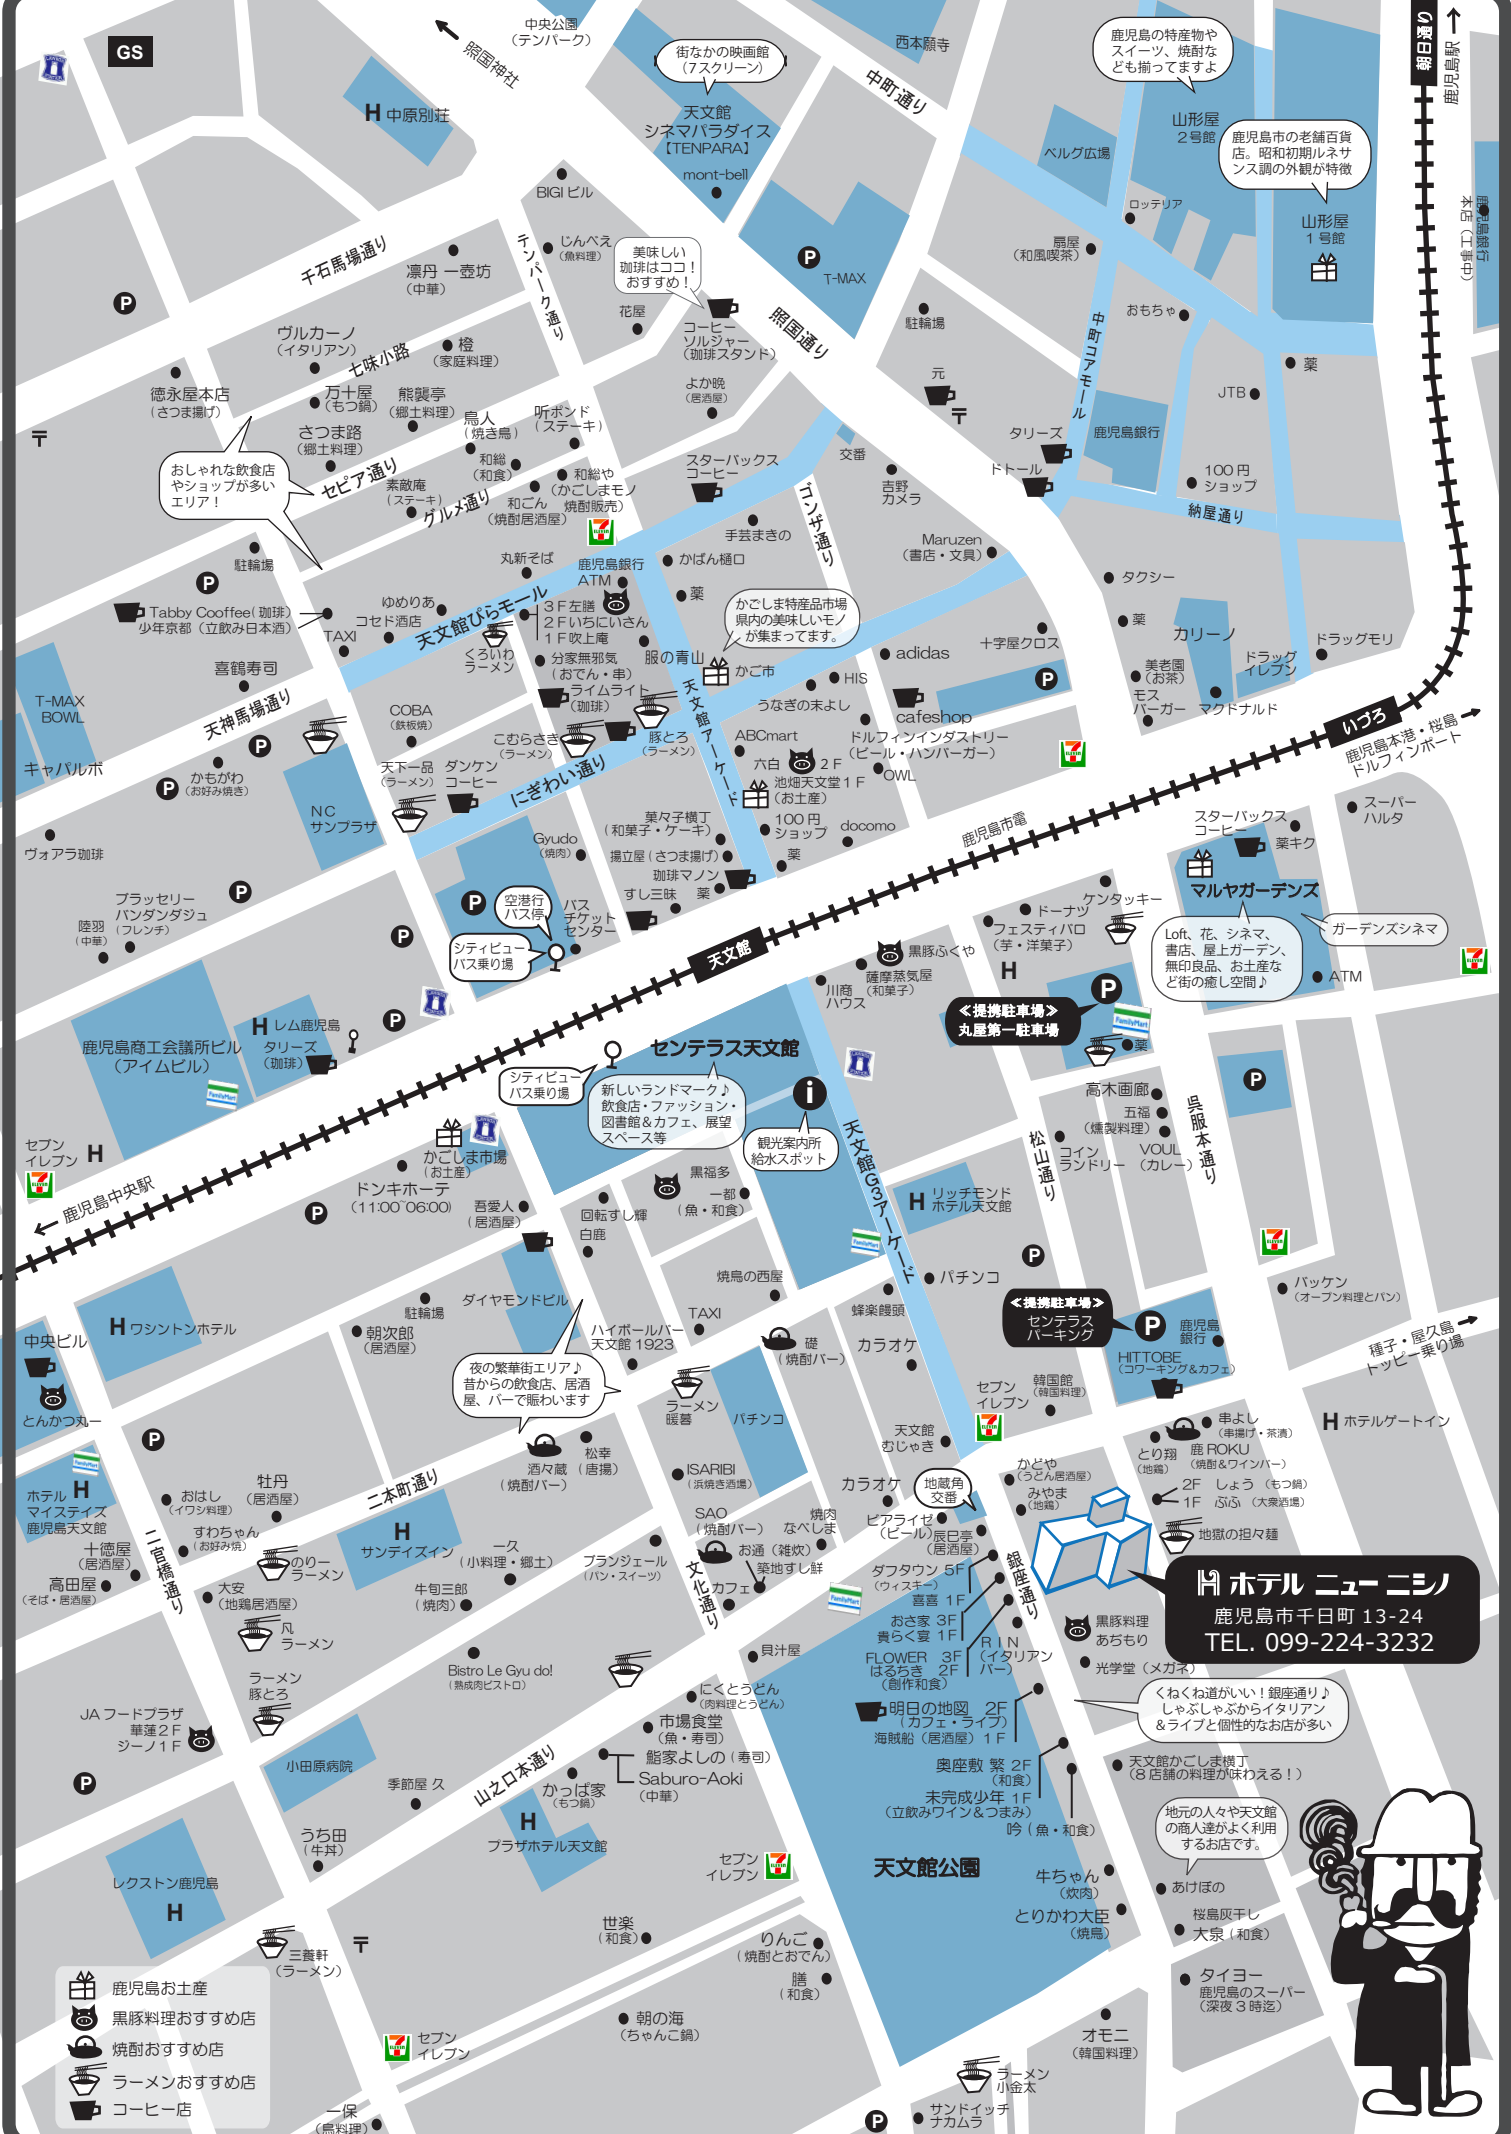 GS
照国神社
中央公園
(テンパーク)
街なかの映画館
(7スクリーン)
西本願寺
中町通り
鹿児島の特産物や
スイーツ、焼酎な
ども揃ってますよ
朝日通り
鹿児島駅
H 中原別荘
天文館
シネマパラダイス
【TENPARA】
mont-bell
ベルグ広場
山形屋
2号館
鹿児島市の老舗百貨
店。昭和初期ルネサ
ンス調の外観が特徴
山形屋
1号館
鹿児島銀行
本店(工事中)
BIGI ビル
ロッテリア
千石馬場通り
凛丹 一壺坊
(中華)
テンパーク通り
じんべえ
(魚料理)
美味しい
珈琲はココ！
おすすめ！
P
T-MAX
扇屋
(和風喫茶)
P
ヴルカーノ
(イタリアン)
七味小路
橙
(家庭料理)
花屋
コーヒー
ソルジャー
(珈琲スタンド)
照国通り
駐輪場
中町コアモール
おもちゃ
薬
徳永屋本店
(さつま揚げ)
万十屋
(もつ鍋)
熊襲亭
(郷土料理)
よか晩
(居酒屋)
元
JTB
さつま路
(郷土料理)
鳥人
(焼き鳥)
听ポンド
(ステーキ)
タリーズ
鹿児島銀行
おしゃれな飲食店
やショップが多い
エリア！
セピア通り
和総
(和食)
和総や
(かごしまモノ
焼酎販売)
スターバックス
コーヒー
交番
吉野
カメラ
ドトール
100円
ショップ
素敵庵
(ステーキ)
グルメ通り
和ごん
(焼酎居酒屋)
ゴンザ通り
納屋通り
手芸まきの
Maruzen
(書店・文具)
駐輪場
丸新そば
鹿児島銀行
ATM
かばん樋口
タクシー
P
Tabby Cooffee(珈琲)
少年京都(立飲み日本酒)
TAXI
ゆめりあ
コセド酒店
天文館ぴらモール
3F左膳
2Fいちにいさん
1F吹上庵
薬
かごしま特産品市場
県内の美味しいモノ
が集まってます。
薬
カリーノ
ドラッグモリ
くろいわ
ラーメン
分家無邪気
(おでん・串)
服の青山
かご市
adidas
十字屋クロス
ドラッグ
イレブン
喜鶴寿司
ライムライト
(珈琲)
HIS
うなぎの末よし
P
美老園
(お茶)
モス
バーガー
マクドナルド
T-MAX
BOWL
天神馬場通り
COBA
(鉄板焼)
天文館アーケード
cafeshop
いづろ
キャパルボ
P
こむらさき
(ラーメン)
豚とろ
(ラーメン)
ABCmart
ドルフィンインダストリー
(ビール・ハンバーガー)
鹿児島本港・桜島
ドルフィンポート
P
かもがわ
(お好み焼き)
天下一品
(ラーメン)
ダンケン
コーヒー
にぎわい通り
六白
2F
OWL
池畑天文堂1F
(お土産)
NC
サンプラザ
菓々子横丁
(和菓子・ケーキ)
100円
ショップ
docomo
鹿児島市電
スターバックス
コーヒー
薬キク
スーパー
ハルタ
ヴォアラ珈琲
Gyudo
(焼肉)
揚立屋(さつま揚げ)
珈琲マノン
薬
マルヤガーデンズ
ブラッセリー
バンダンダジュ
(フレンチ)
P
P
空港行
バス停
バス
チケット
センター
すし三昧
薬
ケンタッキー
ドーナツ
フェスティバロ
(芋・洋菓子)
Loft、花、シネマ、
書店、屋上ガーデン、
無印良品、お土産な
ど街の癒し空間♪
ガーデンズシネマ
陸羽
(中華)
P
シティビュー
バス乗り場
天文館
黒豚ふくや
H
ATM
薩摩蒸気屋
(和菓子)
川商
ハウス
≪提携駐車場≫
丸屋第一駐車場
P
FamilyMart
薬
鹿児島商工会議所ビル
(アイムビル)
H レム鹿児島
タリーズ
(珈琲)
P
センテラス天文館
シティビュー
バス乗り場
新しいランドマーク♪
飲食店・ファッション・
図書館&カフェ、展望
スペース等
観光案内所
給水スポット
高木画廊
五福
(燻製料理)
P
呉服本通り
FamilyMart
セブン
イレブン
H
かごしま市場
(お土産)
天文館G3アーケード
松山通り
コイン
ランドリー
VOUL
(カレー)
鹿児島中央駅
ドンキホーテ
(11:00~06:00)
P
吾愛人
(居酒屋)
回転すし輝
白鹿
黒福多
一都
(魚・和食)
H リッチモンド
ホテル天文館
FamilyMart
P
焼鳥の西屋
パチンコ
蜂楽饅頭
バッケン
(オーブン料理とパン)
H ワシントンホテル
駐輪場
ダイヤモンドビル
TAXI
≪提携駐車場≫
センテラス
パーキング
P
鹿児島
銀行
種子・屋久島
トッピー乗り場
中央ビル
朝次郎
(居酒屋)
ハイボールバー
天文館1923
礎
(焼酎バー)
カラオケ
HITTOBE
(コワーキング&カフェ)
夜の繁華街エリア♪
昔からの飲食店、居酒
屋、バーで賑わいます
セブン
イレブン
韓国館
(韓国料理)
とんかつ丸一
ラーメン
暖暮
パチンコ
天文館
むじゃき
串よし
(串揚げ・茶漬)
H ホテルゲートイン
P
酒々蔵
(焼酎バー)
松幸
(唐揚)
とり翔
(地鶏)
鹿ROKU
(焼酎&ワインバー)
FamilyMart
ホテル H
マイステイズ
鹿児島天文館
おはし
(イワシ料理)
牡丹
(居酒屋)
二本町通り
ISARIBI
(浜焼き酒場)
カラオケ
地蔵角
交番
かどや
(うどん居酒屋)
みやま
(地鶏)
2F しょう (もつ鍋)
1F ぶぶ (大衆酒場)
すわちゃん
(お好み焼)
H
サンデイズイン
SAO
(焼酎バー)
焼肉
なべしま
ビアライゼ
(ビール)
辰巳亭
(居酒屋)
地獄の担々麺
二官橋通り
十徳屋
(居酒屋)
のりー
ラーメン
一久
(小料理・郷土)
ブランジェール
(パン・スイーツ)
お通(雑炊)
築地すし鮮
文化通り
カフェ
ダフタウン 5F
(ウィスキー)
喜喜 1F
銀座通り
高田屋
(そば・居酒屋)
大安
(地鶏居酒屋)
牛旬三郎
(焼肉)
FamilyMart
おさ家 3F
貴らく宴 1F
ホテル ニューニシノ
鹿児島市千日町13-24
TEL. 099-224-3232
凡
ラーメン
貝汁屋
FLOWER 3F
はるちき 2F
(創作和食)
RIN
(イタリアン
バー)
黒豚料理
あぢもり
光学堂(メガネ)
ラーメン
豚とろ
Bistro Le Gyu do!
(熟成肉ビストロ)
にくとうどん
(肉料理とうどん)
明日の地図 2F
(カフェ・ライブ)
海賊船(居酒屋)1F
くねくね道がいい！銀座通り♪
しゃぶしゃぶからイタリアン
&ライブと個性的なお店が多い
JAフードプラザ
華蓮2F
ジーノ1F
市場食堂
(魚・寿司)
鮨家よしの(寿司)
Saburo-Aoki
(中華)
小田原病院
山之口本通り
奥座敷 繁 2F
(和食)
天文館かごしま横丁
(8店舗の料理が味わえる！)
P
季節屋 久
かっぱ家
(もつ鍋)
未完成少年 1F
(立飲みワイン&つまみ)
吟(魚・和食)
地元の人々や天文館
の商人達がよく利用
するお店です。
うち田
(牛丼)
H
プラザホテル天文館
セブン
イレブン
天文館公園
牛ちゃん
(炊肉)
あけぼの
レクストン鹿児島
H
とりかわ大臣
(焼鳥)
桜島灰干し
大泉(和食)
世楽
(和食)
りんご
(焼酎とおでん)
三養軒
(ラーメン)
膳
(和食)
タイヨー
鹿児島のスーパー
(深夜3時迄)
鹿児島お土産
黒豚料理おすすめ店
焼酎おすすめ店
ラーメンおすすめ店
コーヒー店
朝の海
(ちゃんこ鍋)
セブン
イレブン
オモニ
(韓国料理)
ラーメン
小金太
一保
(鳥料理)
P
サンドイッチ
ナカムラ